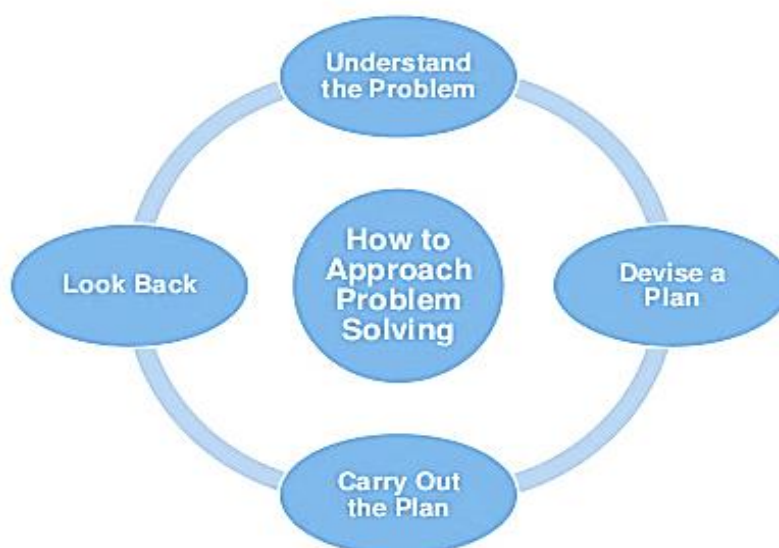 Understand
the Problem
How to
Approach
Problem
Solving
Look Back
Devise a
Plan
Carry Out
the Plan